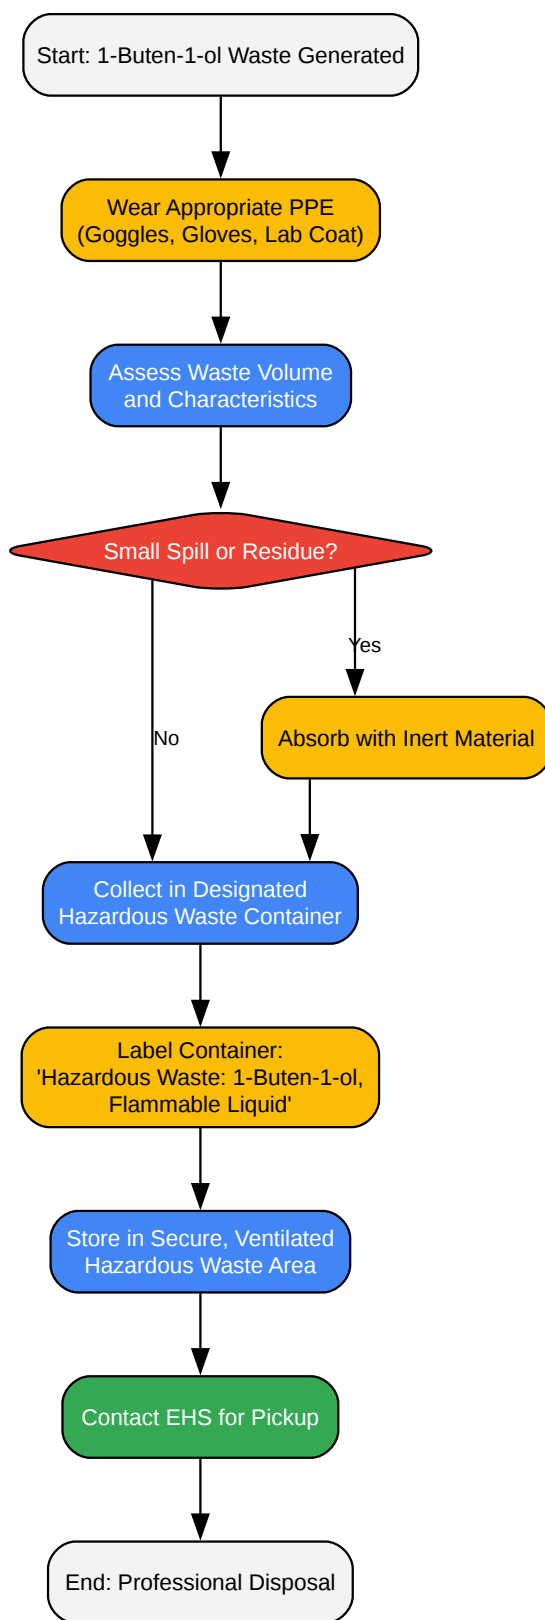 Start: 1-Buten-1-ol Waste Generated
Wear Appropriate PPE
(Goggles, Gloves, Lab Coat)
Assess Waste Volume
and Characteristics
Small Spill or Residue?
Yes
Absorb with Inert Material
No
Collect in Designated
Hazardous Waste Container
Label Container:
'Hazardous Waste: 1-Buten-1-ol,
Flammable Liquid'
Store in Secure, Ventilated
Hazardous Waste Area
Contact EHS for Pickup
End: Professional Disposal